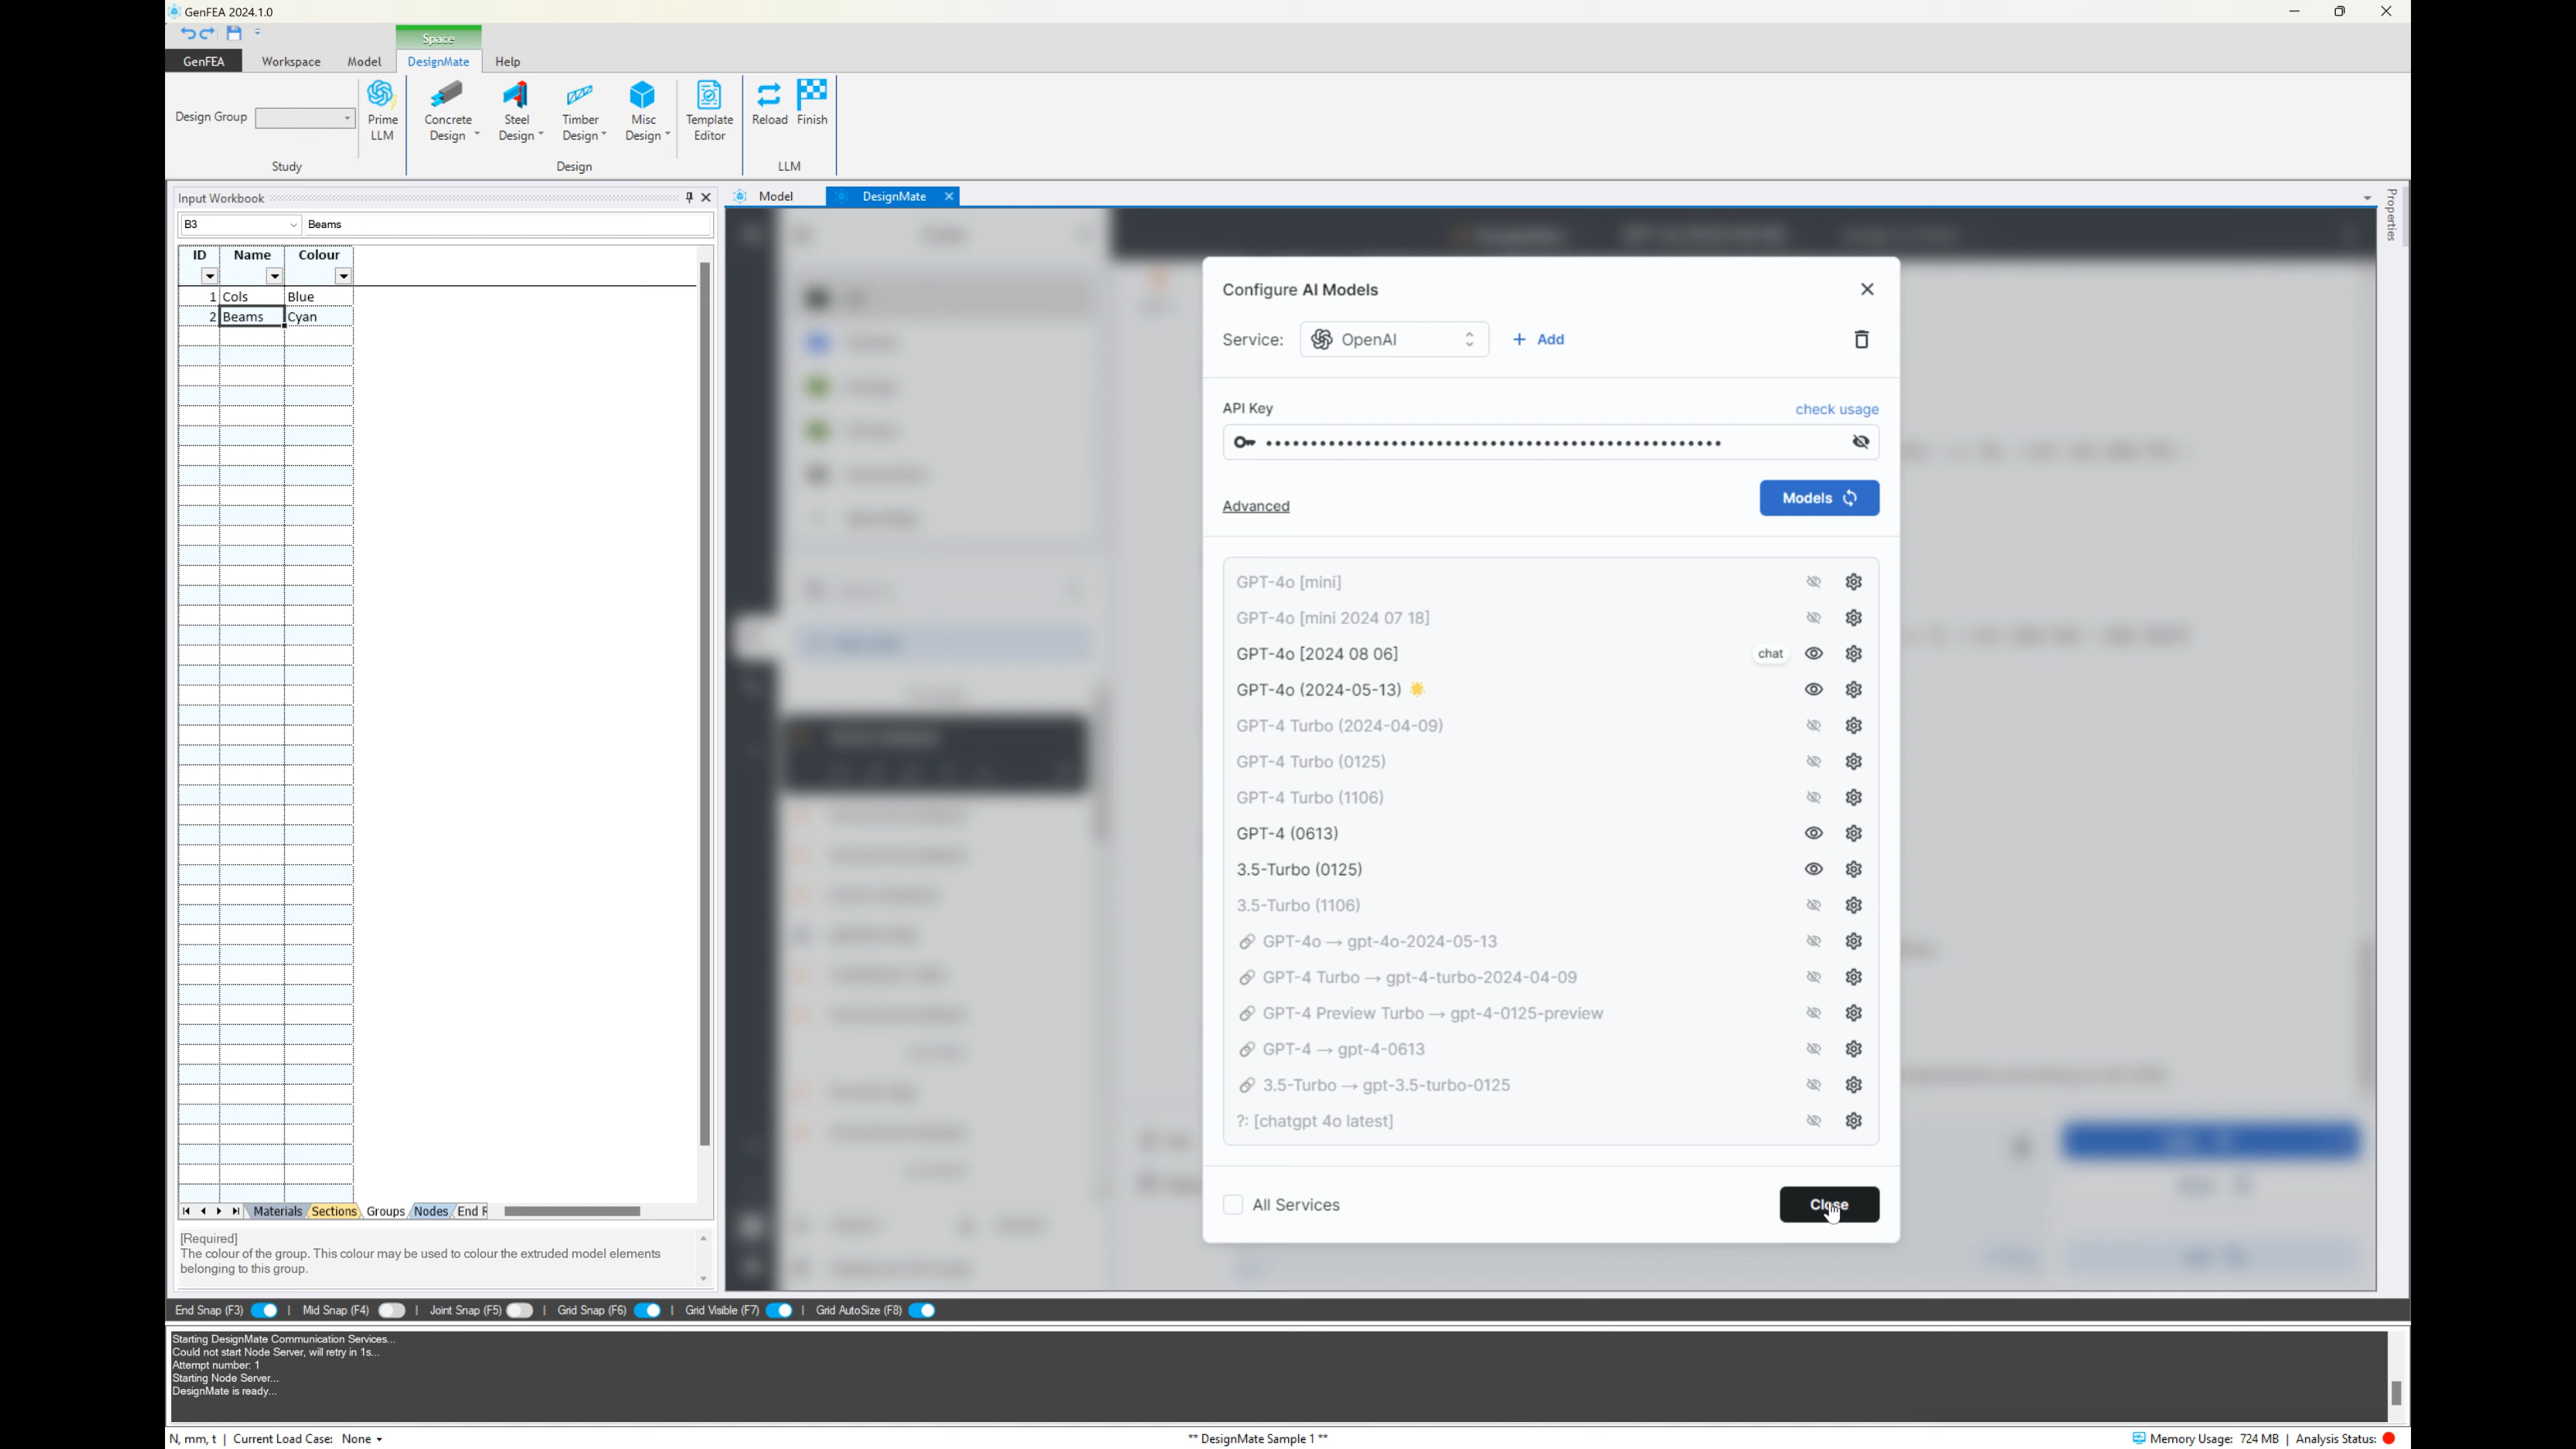 GenFEA 2024.1.0
Space
GenFEA Workspace Model DesignMate Help
Design Group
Prime LLM
Concrete Design
Steel Design
Timber Design
Misc Design
Template Editor
Reload
Finish
Study
Design
LLM
Input Workbook
Model
DesignMate
Properties
B3
Beams
ID Name Colour
1 Cols Blue
2 Beams Cyan
Configure AI Models
Service: OpenAI + Add
API Key
check usage
Advanced
Models
GPT-4o [mini]
GPT-4o [mini 2024 07 18]
GPT-4o [2024 08 06] chat
GPT-4o (2024-05-13) 🌟
GPT-4 Turbo (2024-04-09)
GPT-4 Turbo (0125)
GPT-4 Turbo (1106)
GPT-4 (0613)
3.5-Turbo (0125)
3.5-Turbo (1106)
🔗 GPT-4o → gpt-4o-2024-05-13
🔗 GPT-4 Turbo → gpt-4-turbo-2024-04-09
🔗 GPT-4 Preview Turbo → gpt-4-0125-preview
🔗 GPT-4 → gpt-4-0613
🔗 3.5-Turbo → gpt-3.5-turbo-0125
?: [chatgpt 4o latest]
All Services
Close
Materials Sections Groups Nodes End
[Required]
The colour of the group. This colour may be used to colour the extruded model elements
belonging to this group.
End Snap (F3) | Mid Snap (F4) | Joint Snap (F5) | Grid Snap (F6) | Grid Visible (F7) | Grid AutoSize (F8)
Starting DesignMate Communication Services...
Could not start Node Server, will retry in 1s...
Attempt number: 1
Starting Node Server...
DesignMate is ready...
N, mm, t | Current Load Case: None
** DesignMate Sample 1 **
Memory Usage: 724 MB | Analysis Status: